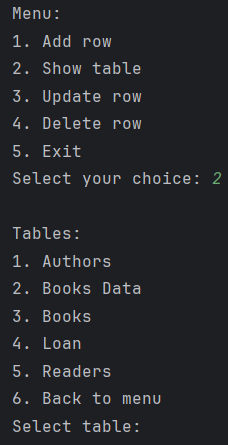 Menu:
1. Add row
2. Show table
3. Update row
4. Delete row
5. Exit
Select your choice: 2
Tables:
1. Authors
2. Books Data
3. Books
4. Loan
5. Readers
6. Back to menu
Select table: